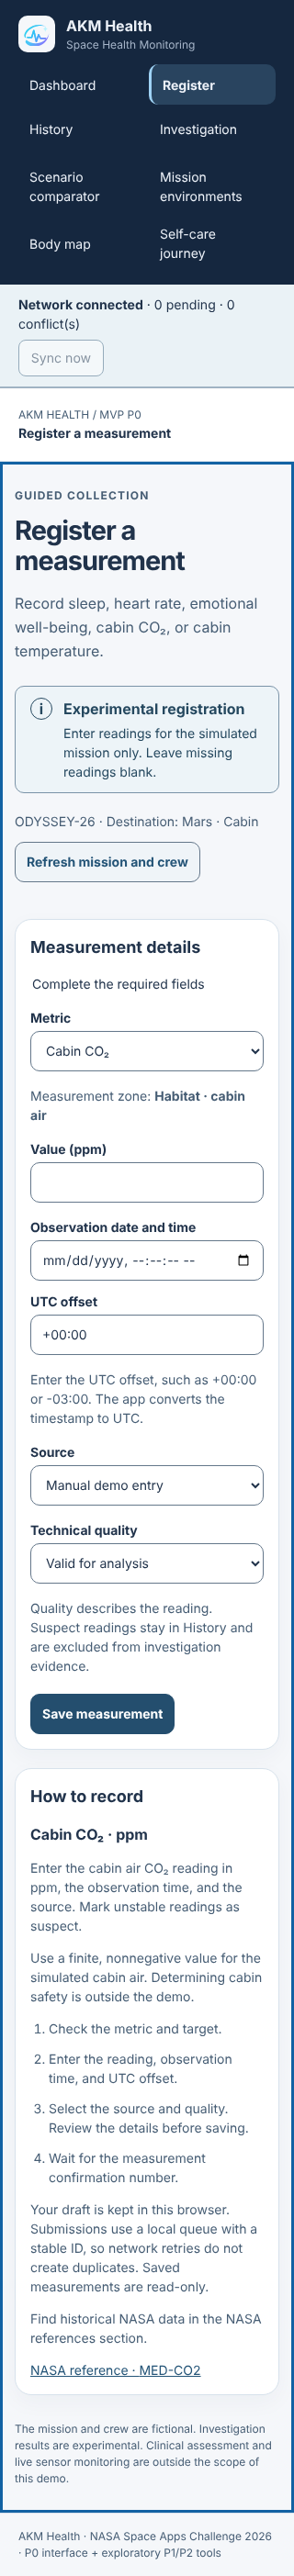 AKM Health
Space Health Monitoring
Dashboard
Register
History
Investigation
Scenario
comparator
Mission
environments
Body map
Self-care
journey
Network connected · 0 pending · 0
conflict(s)
Sync now
AKM HEALTH / MVP P0
Register a measurement
GUIDED COLLECTION
Register a
measurement
Record sleep, heart rate, emotional
well-being, cabin CO₂, or cabin
temperature.
i
Experimental registration
Enter readings for the simulated
mission only. Leave missing
readings blank.
ODYSSEY-26 · Destination: Mars · Cabin
Refresh mission and crew
Measurement details
Complete the required fields
Metric
Cabin CO₂
Measurement zone: Habitat · cabin
air
Value (ppm)
Observation date and time
mm/dd/yyyy, --:--:-- --
UTC offset
+00:00
Enter the UTC offset, such as +00:00
or -03:00. The app converts the
timestamp to UTC.
Source
Manual demo entry
Technical quality
Valid for analysis
Quality describes the reading.
Suspect readings stay in History and
are excluded from investigation
evidence.
Save measurement
How to record
Cabin CO₂ · ppm
Enter the cabin air CO₂ reading in
ppm, the observation time, and the
source. Mark unstable readings as
suspect.
Use a finite, nonnegative value for the
simulated cabin air. Determining cabin
safety is outside the demo.
1. Check the metric and target.
2. Enter the reading, observation
time, and UTC offset.
3. Select the source and quality.
Review the details before saving.
4. Wait for the measurement
confirmation number.
Your draft is kept in this browser.
Submissions use a local queue with a
stable ID, so network retries do not
create duplicates. Saved
measurements are read-only.
Find historical NASA data in the NASA
references section.
NASA reference · MED-CO2
The mission and crew are fictional. Investigation
results are experimental. Clinical assessment and
live sensor monitoring are outside the scope of
this demo.
AKM Health · NASA Space Apps Challenge 2026
· P0 interface + exploratory P1/P2 tools